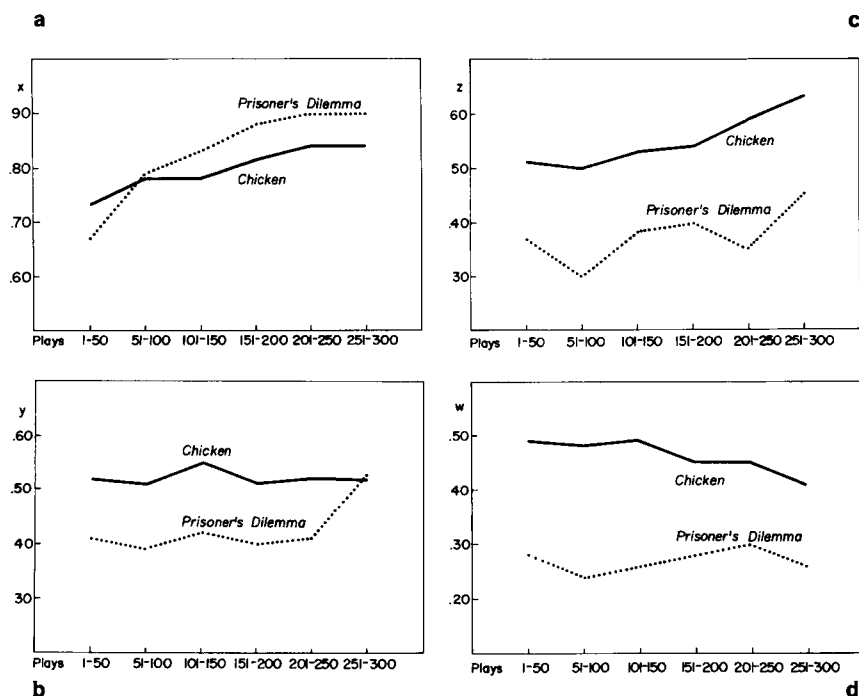 a
x
.90
.80
.70
.60
Prisoner's Dilemma
Chicken
Plays 1-50 51-100 101-150 151-200 201-250 251-300
c
z
.60
.50
.40
.30
Chicken
Prisoner's Dilemma
Plays 1-50 51-100 101-150 151-200 201-250 251-300
y
.60
.50
.40
.30
Chicken
Prisoner's Dilemma
Plays 1-50 51-100 101-150 151-200 201-250 251-300
b
w
.50
.40
.30
.20
Chicken
Prisoner's Dilemma
Plays 1-50 51-100 101-150 151-200 201-250 251-300
d